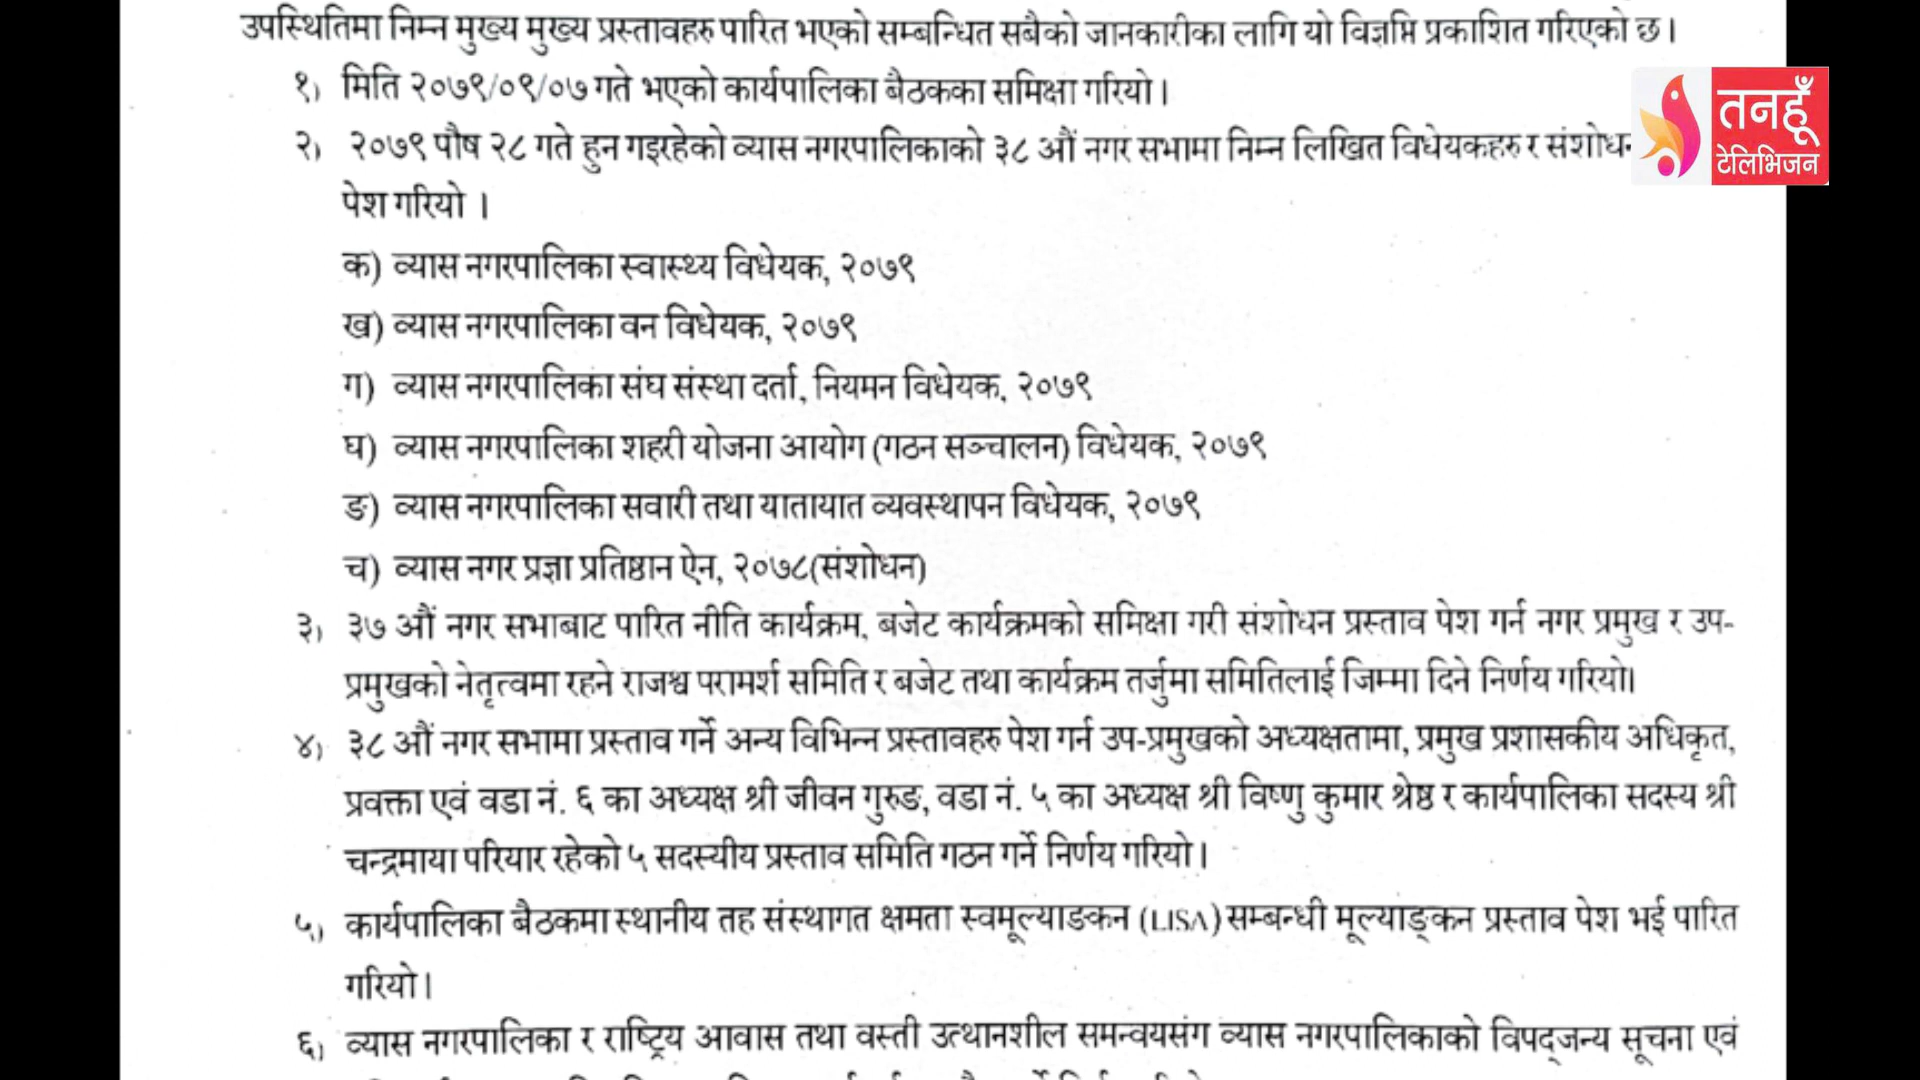 उपस्थितिमा निम्न मुख्य मुख्य प्रस्तावहरु पारित भएको सम्बन्धित सबैको जानकारीका लागि यो विज्ञप्ति प्रकाशित गरिएको छ।
१) मिति २०७९/०९/०७ गते भएको कार्यपालिका बैठकका समिक्षा गरियो।
तनहुँ
टेलिभिजन
२) २०७९ पौष २८ गते हुन गइरहेको व्यास नगरपालिकाको ३८ औं नगर सभामा निम्न लिखित विधेयकहरु र
पेश गरियो ।
क) व्यास नगरपालिका स्वास्थ्य विधेयक, २०७९
ख) व्यास नगरपालिका वन विधेयक, २०७९
ग) व्यास नगरपालिका संघ संस्था दर्ता, नियमन विधेयक, २०७९
घ) व्यास नगरपालिका शहरी योजना आयोग (गठन सञ्चालन) विधेयक, २०७९
ङ) व्यास नगरपालिका सवारी तथा यातायात व्यवस्थापन विधेयक, २०७९
च) व्यास नगर प्रज्ञा प्रतिष्ठान ऐन, २०७८(संशोधन)
३) ३७ औं नगर सभाबाट पारित नीति कार्यक्रम, बजेट कार्यक्रमको समिक्षा गरी संशोधन प्रस्ताव पेश गर्न नगर प्रमुख र उप-
प्रमुखको नेतृत्वमा रहने राजश्व परामर्श समिति र बजेट तथा कार्यक्रम तर्जुमा समितिलाई जिम्मा दिने निर्णय गरियो।
४) ३८ औं नगर सभामा प्रस्ताव गर्ने अन्य विभिन्न प्रस्तावहरु पेश गर्न उप-प्रमुखको अध्यक्षतामा, प्रमुख प्रशासकीय अधिकृत,
प्रवक्ता एवं वडा नं. ६ का अध्यक्ष श्री जीवन गुरुङ, वडा नं. ५ का अध्यक्ष श्री विष्णु कुमार श्रेष्ठ र कार्यपालिका सदस्य श्री
चन्द्रमाया परियार रहेको ५ सदस्यीय प्रस्ताव समिति गठन गर्ने निर्णय गरियो।
५) कार्यपालिका बैठकमा स्थानीय तह संस्थागत क्षमता स्वमूल्याङकन (LISA) सम्बन्धी मूल्याङ्कन प्रस्ताव पेश भई पारित
गरियो।
६) व्यास नगरपालिका र राष्ट्रिय आवास तथा वस्ती उत्थानशील समन्वयसंग व्यास नगरपालिकाको विपद्जन्य सूचना एवं